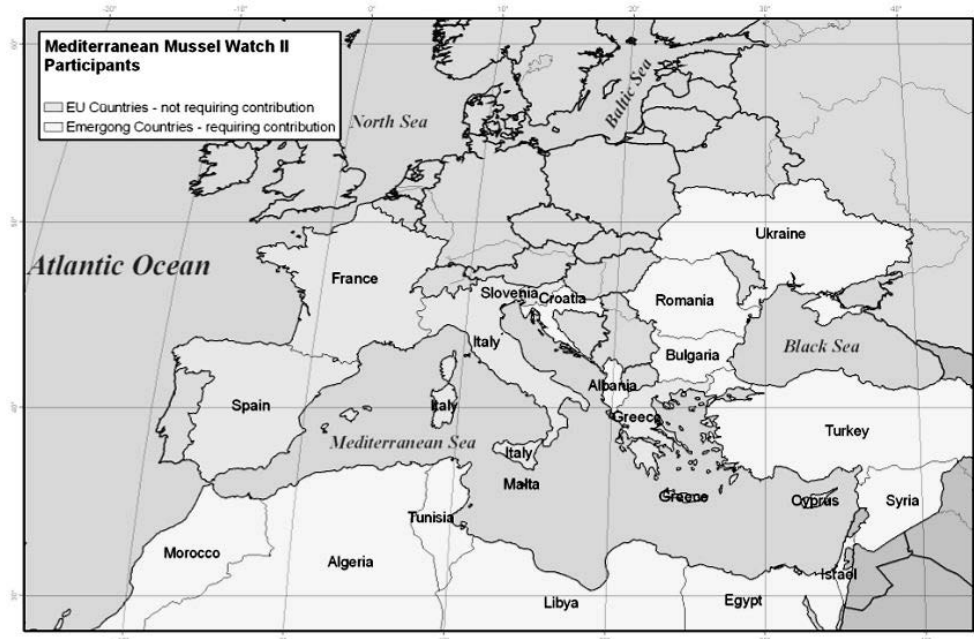 Mediterranean Mussel Watch II
Participants
EU Cūuntries - not requiring contribution
Emergong Countries - requiring contribution
North Sea
Baltic Sea
Atlantic Ocean
Ukraine
France
Slovenia
Croatia
Romania
Italy
Bulgaria
Black Sea
Spain
Italy
Albania
Greece
Turkey
Mediterranean Sea
Italy
Malta
Greece
Cyprus
Syria
Tunisia
Morocco
Algeria
Israel
Libya
Egypt